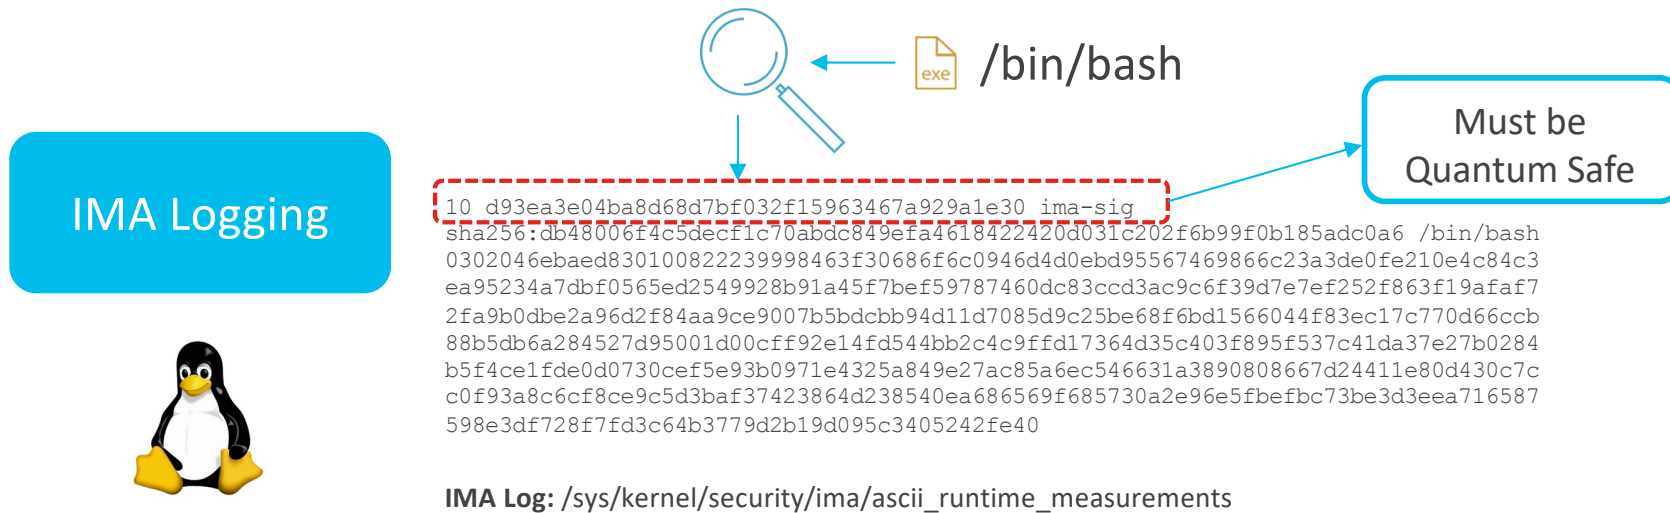 exe
/bin/bash
Must be
Quantum Safe
IMA Logging
10 d93ea3e04ba8d68d7bf032f15963467a929a1e30 ima-sig
sha256:db48006f4c5decf1c70abdc849efa4618422420d031c202f6b99f0b185adc0a6 /bin/bash
0302046ebaed830100822239998463f30686f6c0946d4d0ebd95567469866c23a3de0fe210e4c84c3
ea95234a7dbf0565ed2549928b91a45f7bef59787460dc83ccd3ac9c6f39d7e7ef252f863f19afaf7
2fa9b0dbe2a96d2f84aa9ce9007b5bdcbb94d11d7085d9c25be68f6bd1566044f83ec17c770d66ccb
88b5db6a284527d95001d00cff92e14fd544bb2c4c9ffd17364d35c403f895f537c41da37e27b0284
b5f4ce1fde0d0730cef5e93b0971e4325a849e27ac85a6ec546631a3890808667d24411e80d430c7c
c0f93a8c6cf8ce9c5d3baf37423864d238540ea686569f685730a2e96e5fbefbc73be3d3eea716587
598e3df728f7fd3c64b3779d2b19d095c3405242fe40
IMA Log: /sys/kernel/security/ima/ascii_runtime_measurements